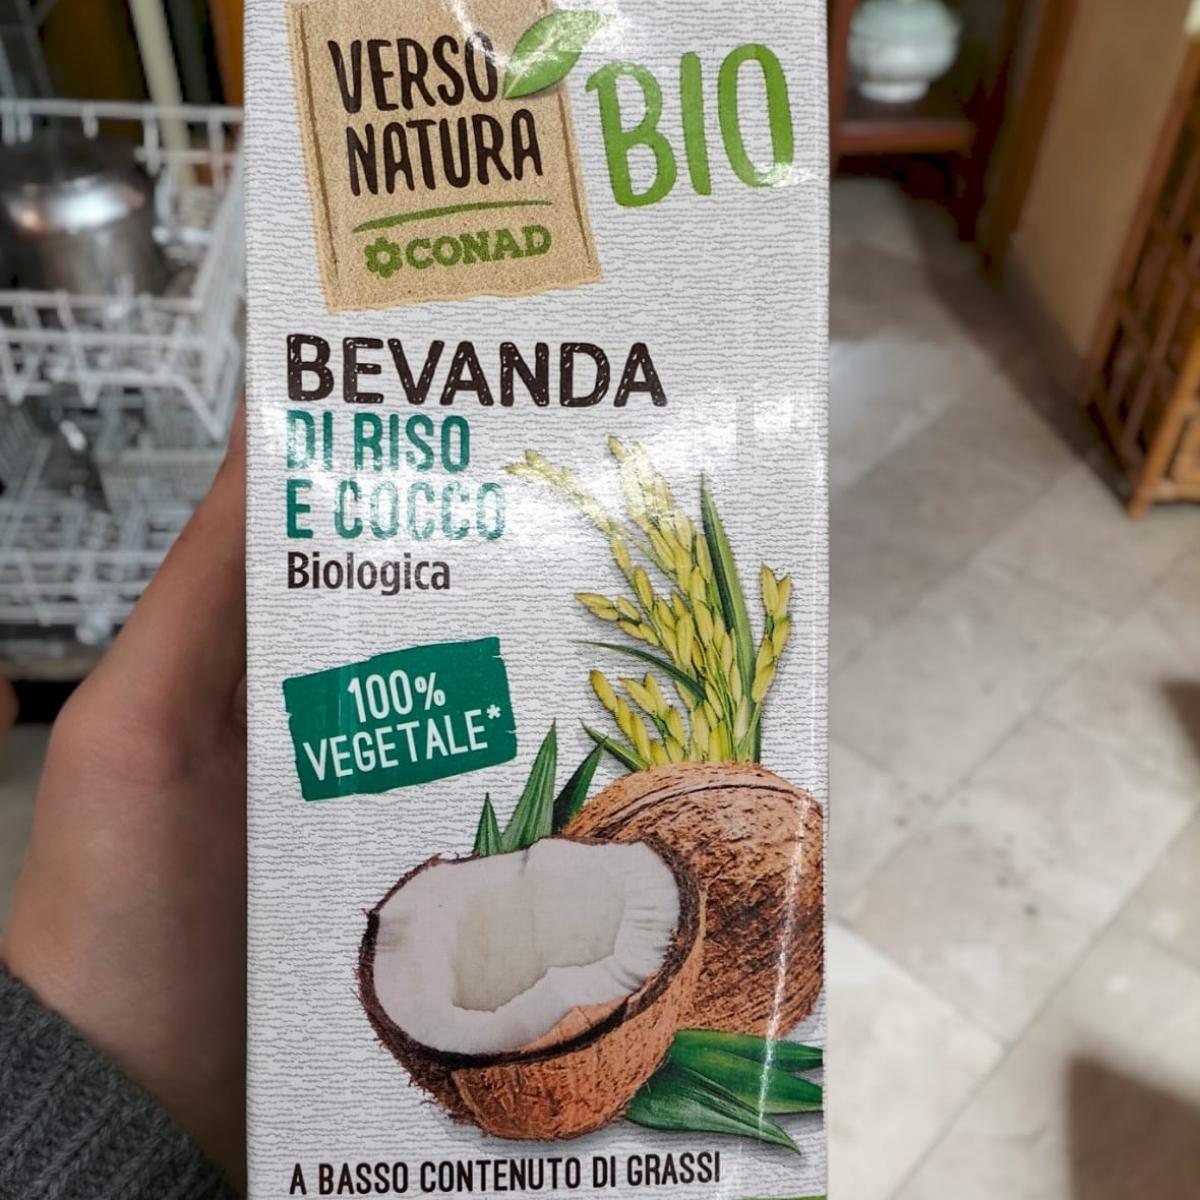 VERSO
NATURA
CONAD
BIO
BEVANDA
DI RISO
E COCCO
Biologica
100%
VEGETALE*
A BASSO CONTENUTO DI GRASSI